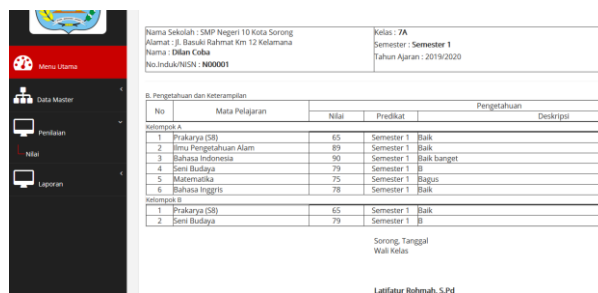 Menu Utama
Data Master
Penilaian
Nilai
Laporan
Nama Sekolah : SMP Negeri 10 Kota Sorong
Alamat : Jl. Basuki Rahmat Km 12 Kelamana
Nama : Dilan Coba
No.Induk/NISN : N00001
Kelas : 7A
Semester : Semester 1
Tahun Ajaran : 2019/2020
B. Pengetahuan dan Keterampilan
No Mata Pelajaran Pengetahuan
Nilai Predikat Deskripsi
Kelompok A
1 Prakarya (SB) 65 Semester 1 Baik
2 Ilmu Pengetahuan Alam 89 Semester 1 Baik
3 Bahasa Indonesia 90 Semester 1 Baik banget
4 Seni Budaya 79 Semester 1 B
5 Matematika 75 Semester 1 Bagus
6 Bahasa Inggris 78 Semester 1 Baik
Kelompok B
1 Prakarya (SB) 65 Semester 1 Baik
2 Seni Budaya 79 Semester 1 B
Sorong, Tanggal
Wali Kelas
Latifatur Rohmah, S.Pd